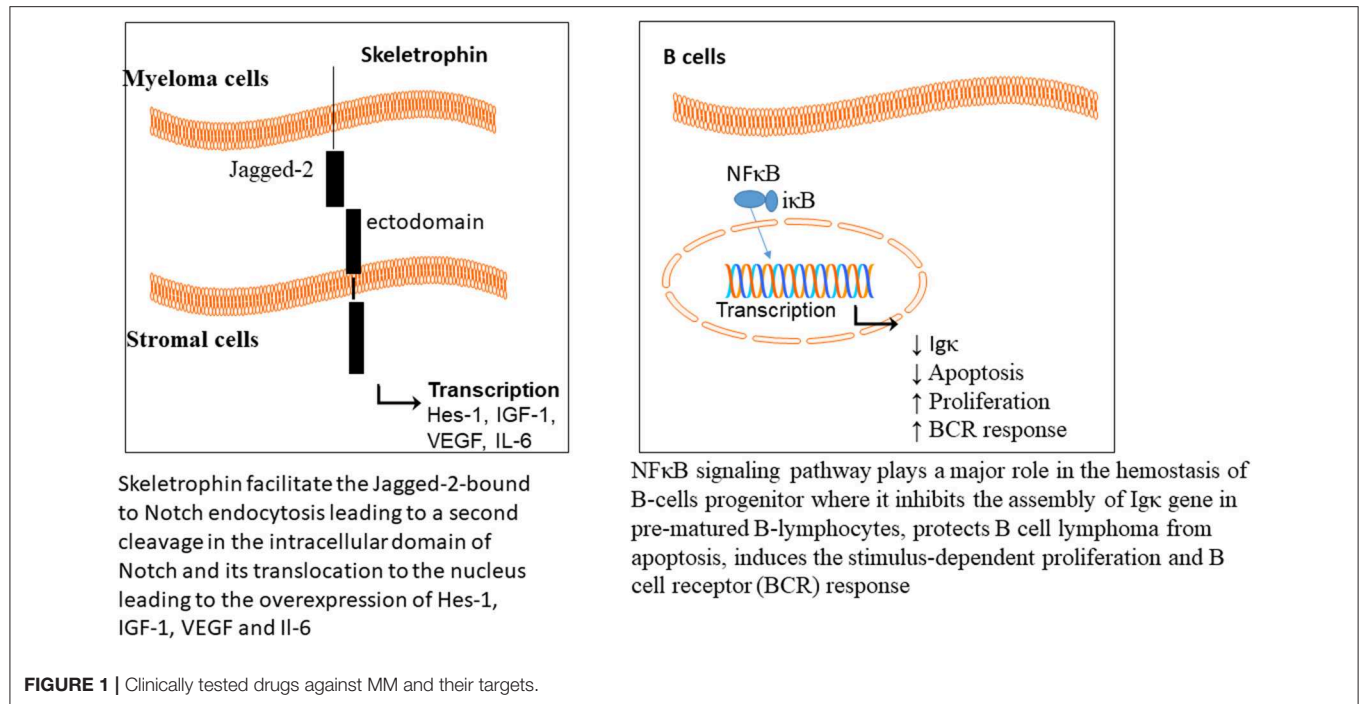 Skeletrophin
Myeloma cells
Jagged-2
ectodomain
Stromal cells
Transcription
Hes-1, IGF-1,
VEGF, IL-6
Skeletrophin facilitate the Jagged-2-bound
to Notch endocytosis leading to a second
cleavage in the intracellular domain of
Notch and its translocation to the nucleus
leading to the overexpression of Hes-1,
IGF-1, VEGF and Il-6
B cells
NFκB
iκB
Transcription
↓ Igκ
↓ Apoptosis
↑ Proliferation
↑ BCR response
NFκB signaling pathway plays a major role in the hemostasis of
B-cells progenitor where it inhibits the assembly of Igκ gene in
pre-matured B-lymphocytes, protects B cell lymphoma from
apoptosis, induces the stimulus-dependent proliferation and B
cell receptor (BCR) response
FIGURE 1 | Clinically tested drugs against MM and their targets.